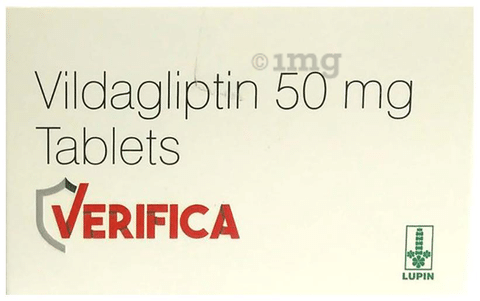 ©1mg
Vildagliptin 50 mg
Tablets
VERIFICA
LUPIN